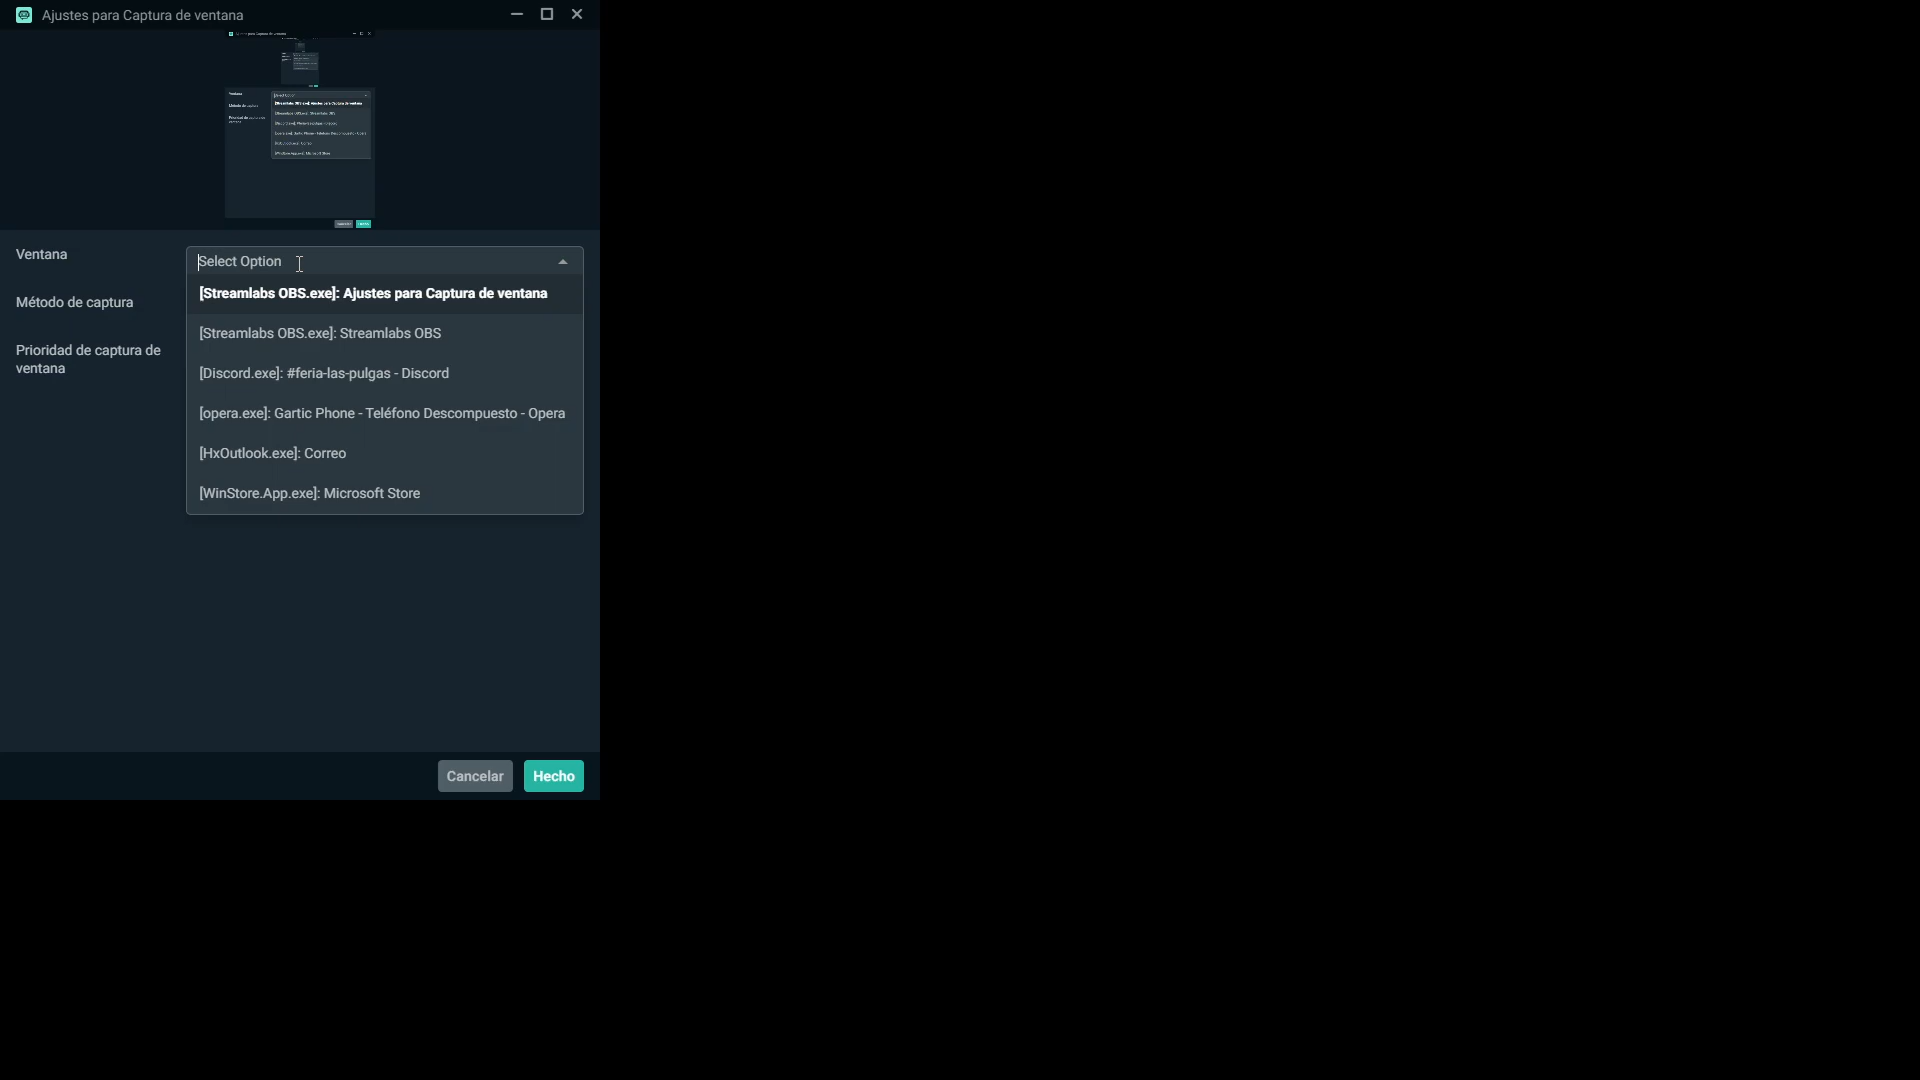 Ajustes para Captura de ventana
Ventana
Select Option
[Streamlabs OBS.exe]: Ajustes para Captura de ventana
Método de captura
[Streamlabs OBS.exe]: Streamlabs OBS
Prioridad de captura de
ventana
[Discord.exe]: #feria-las-pulgas - Discord
[opera.exe]: Gartic Phone - Teléfono Descompuesto - Opera
[HxOutlook.exe]: Correo
[WinStore.App.exe]: Microsoft Store
Cancelar
Hecho